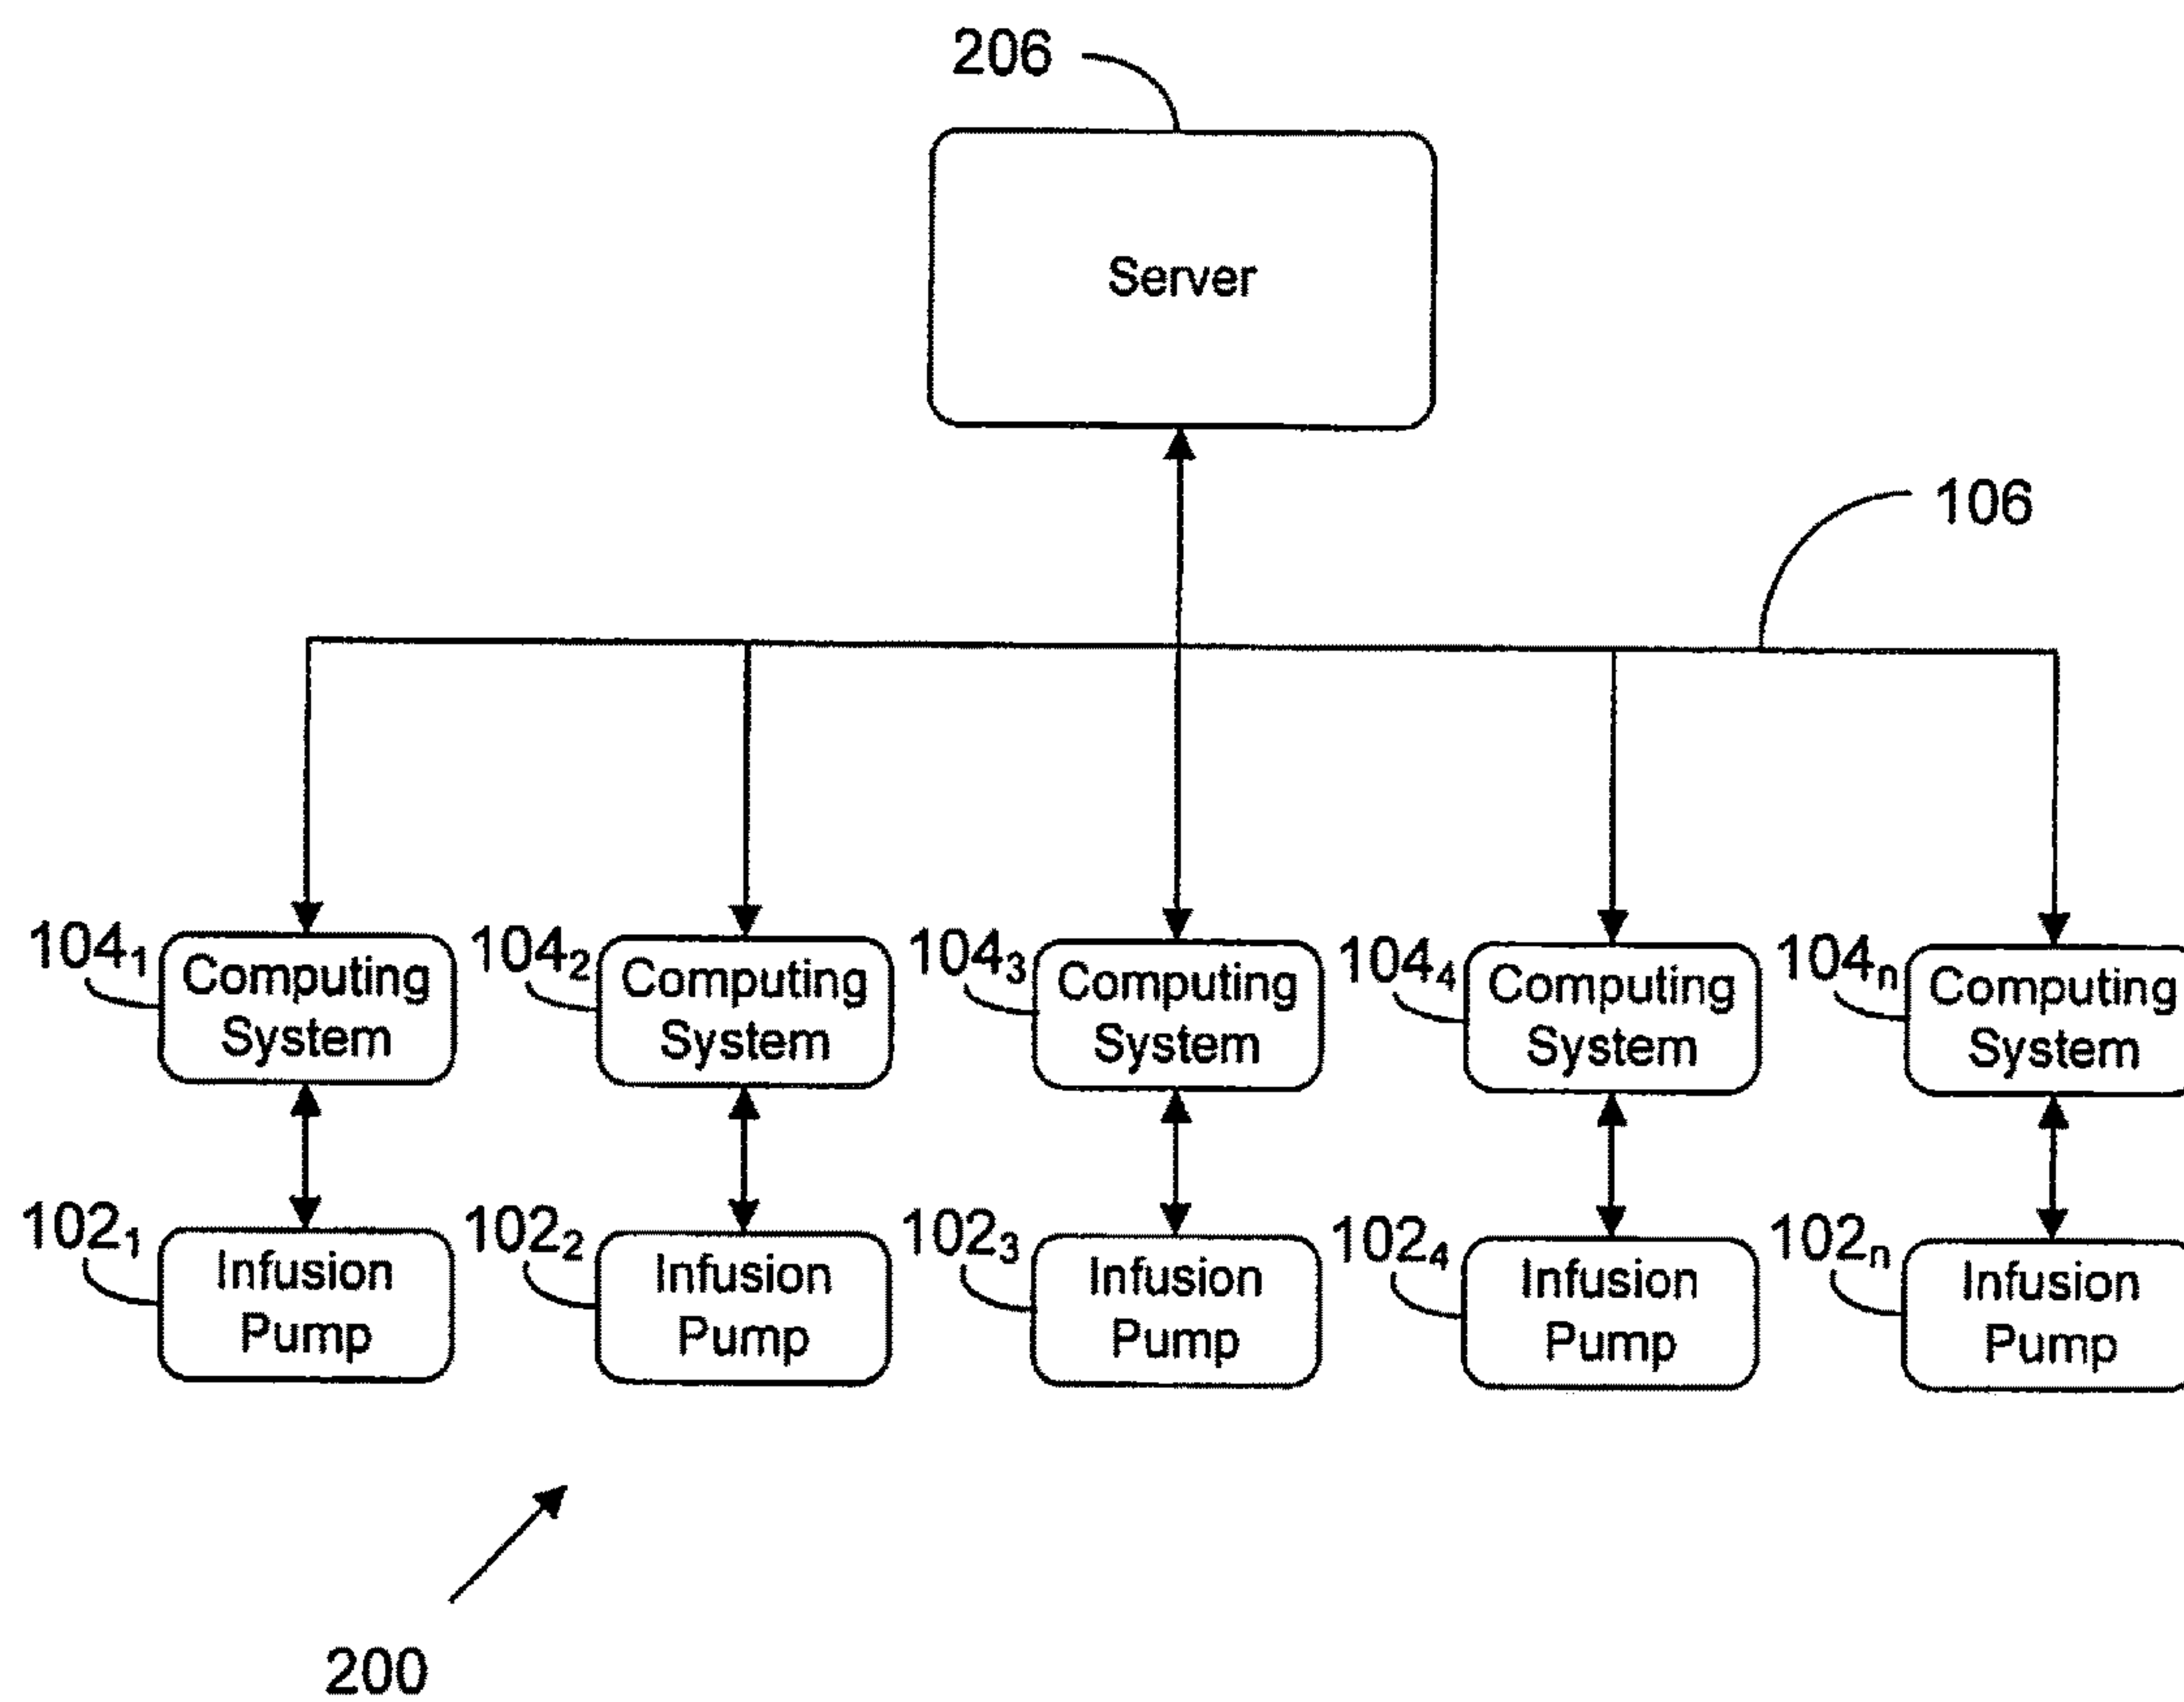 206
Server
106
104₁
Computing
System
104₂
Computing
System
104₃
Computing
System
104₄
Computing
System
104ₙ
Computing
System
102₁
Infusion
Pump
102₂
Infusion
Pump
102₃
Infusion
Pump
102₄
Infusion
Pump
102ₙ
Infusion
Pump
200